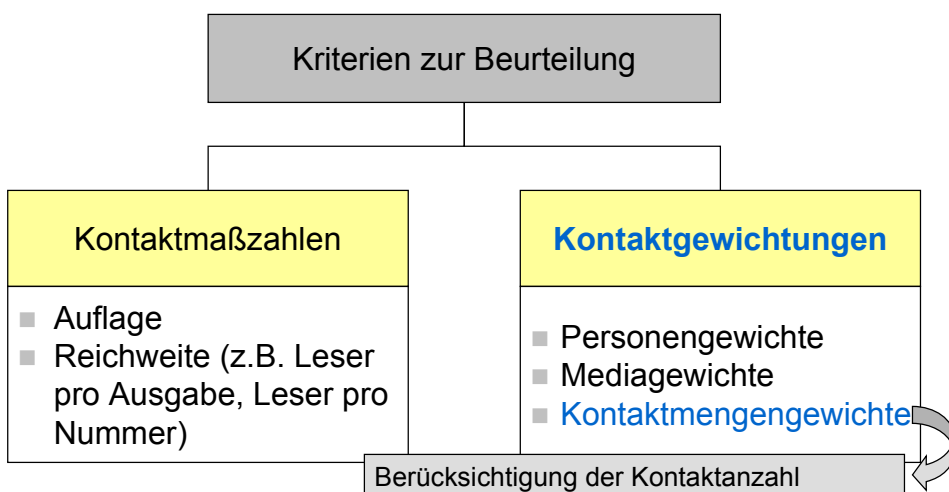 Kriterien zur Beurteilung
Kontaktmaßzahlen
Auflage
Reichweite (z.B. Leser
pro Ausgabe, Leser pro
Nummer)
Kontaktgewichtungen
Personengewichte
Mediagewichte
Kontaktmengengewichte
Berücksichtigung der Kontaktanzahl